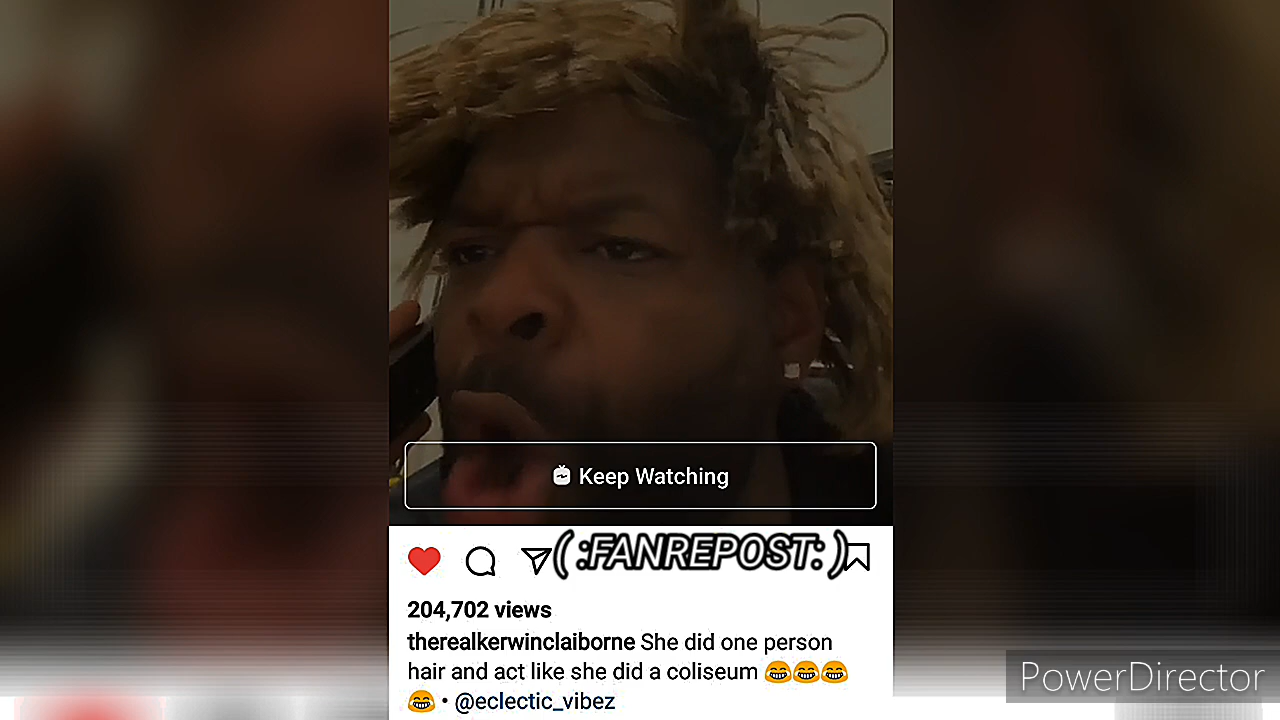 Keep Watching
( :FANREPOST: )
204,702 views
therealkerwinclaiborne She did one person
hair and act like she did a coliseum 😂😂😂
😂 • @eclectic_vibez
PowerDirector